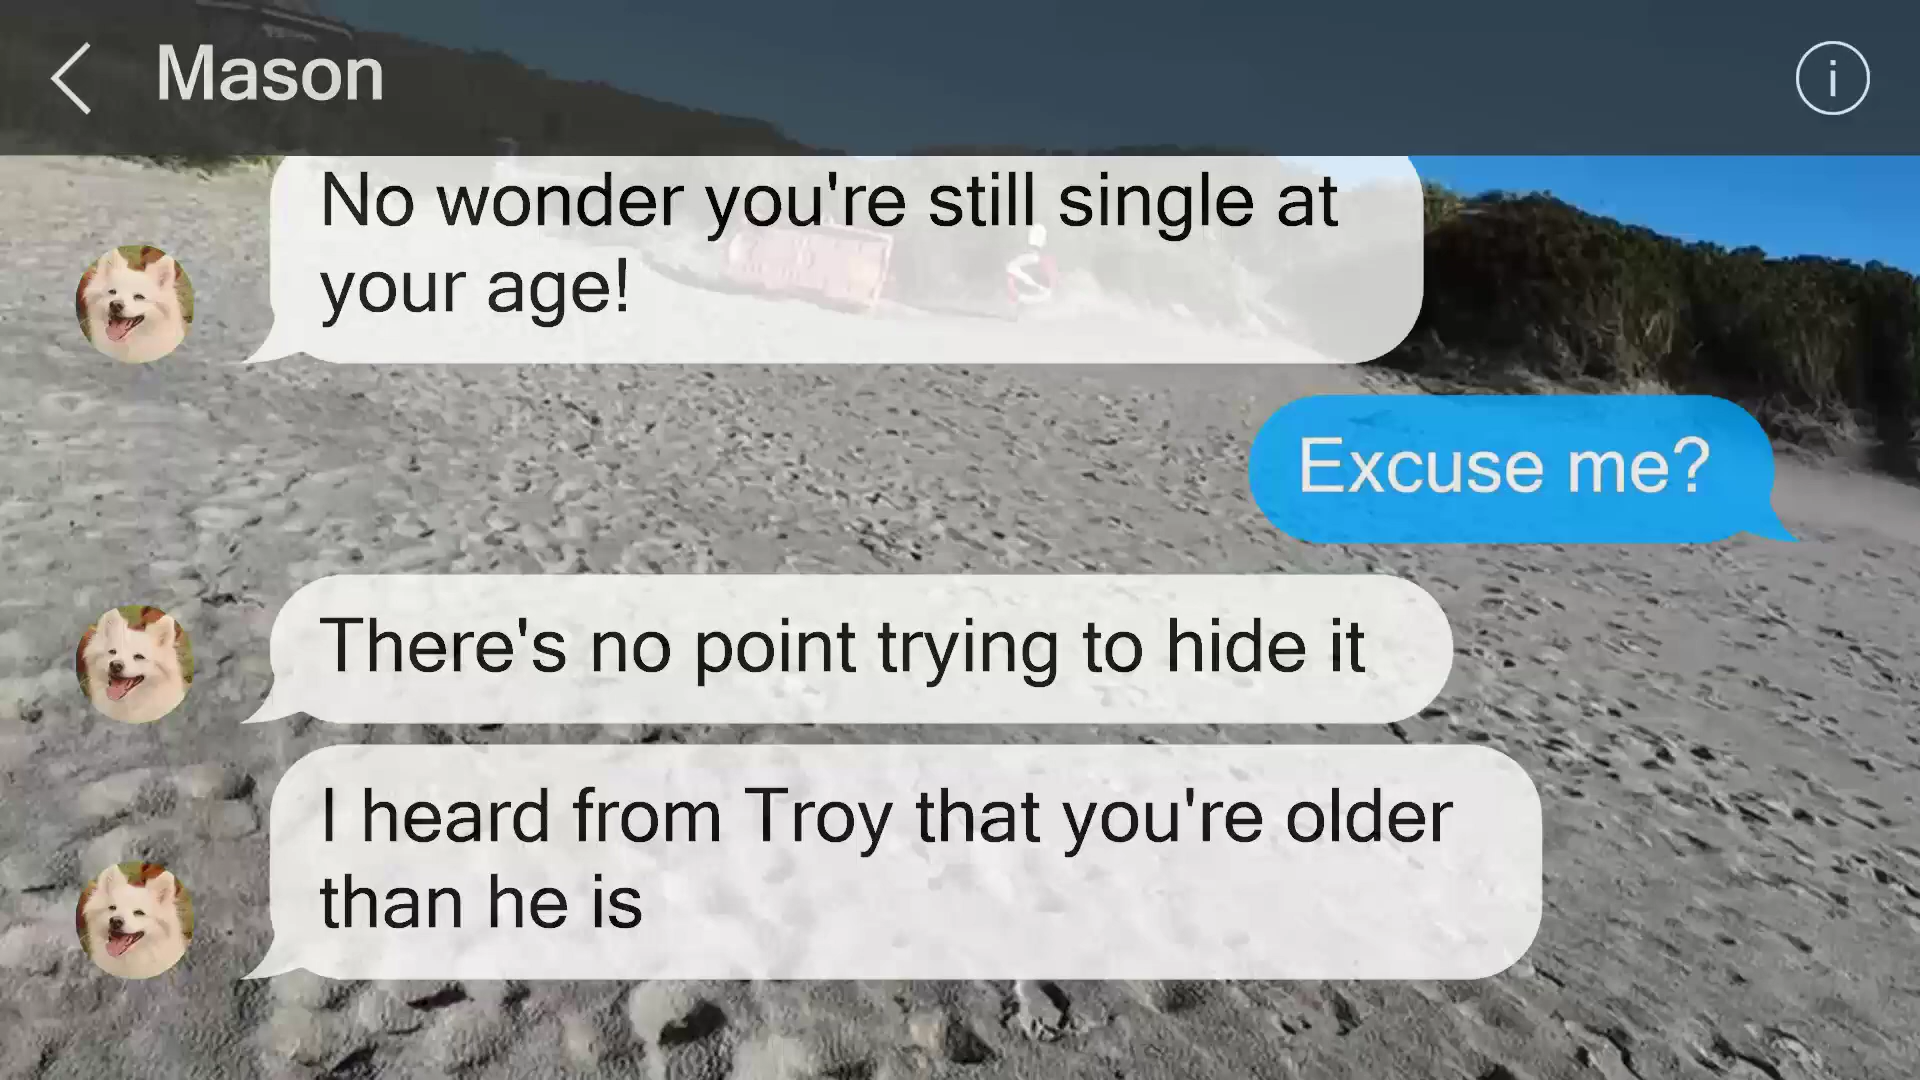 Mason
No wonder you're still single at
your age!
Excuse me?
There's no point trying to hide it
I heard from Troy that you're older
than he is